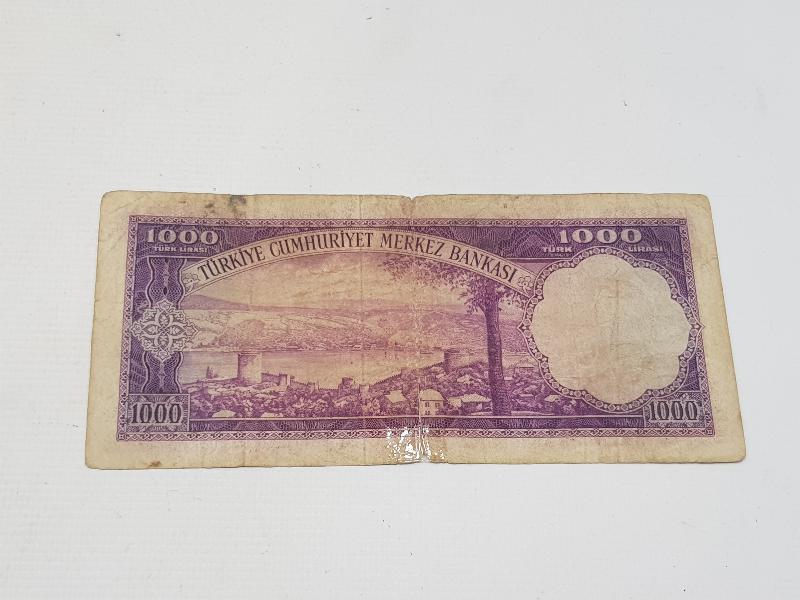 1000 1000
TÜRK LİRASI TÜRK LİRASI
TÜRKİYE CUMHURİYET MERKEZ BANKASI
1000 1000